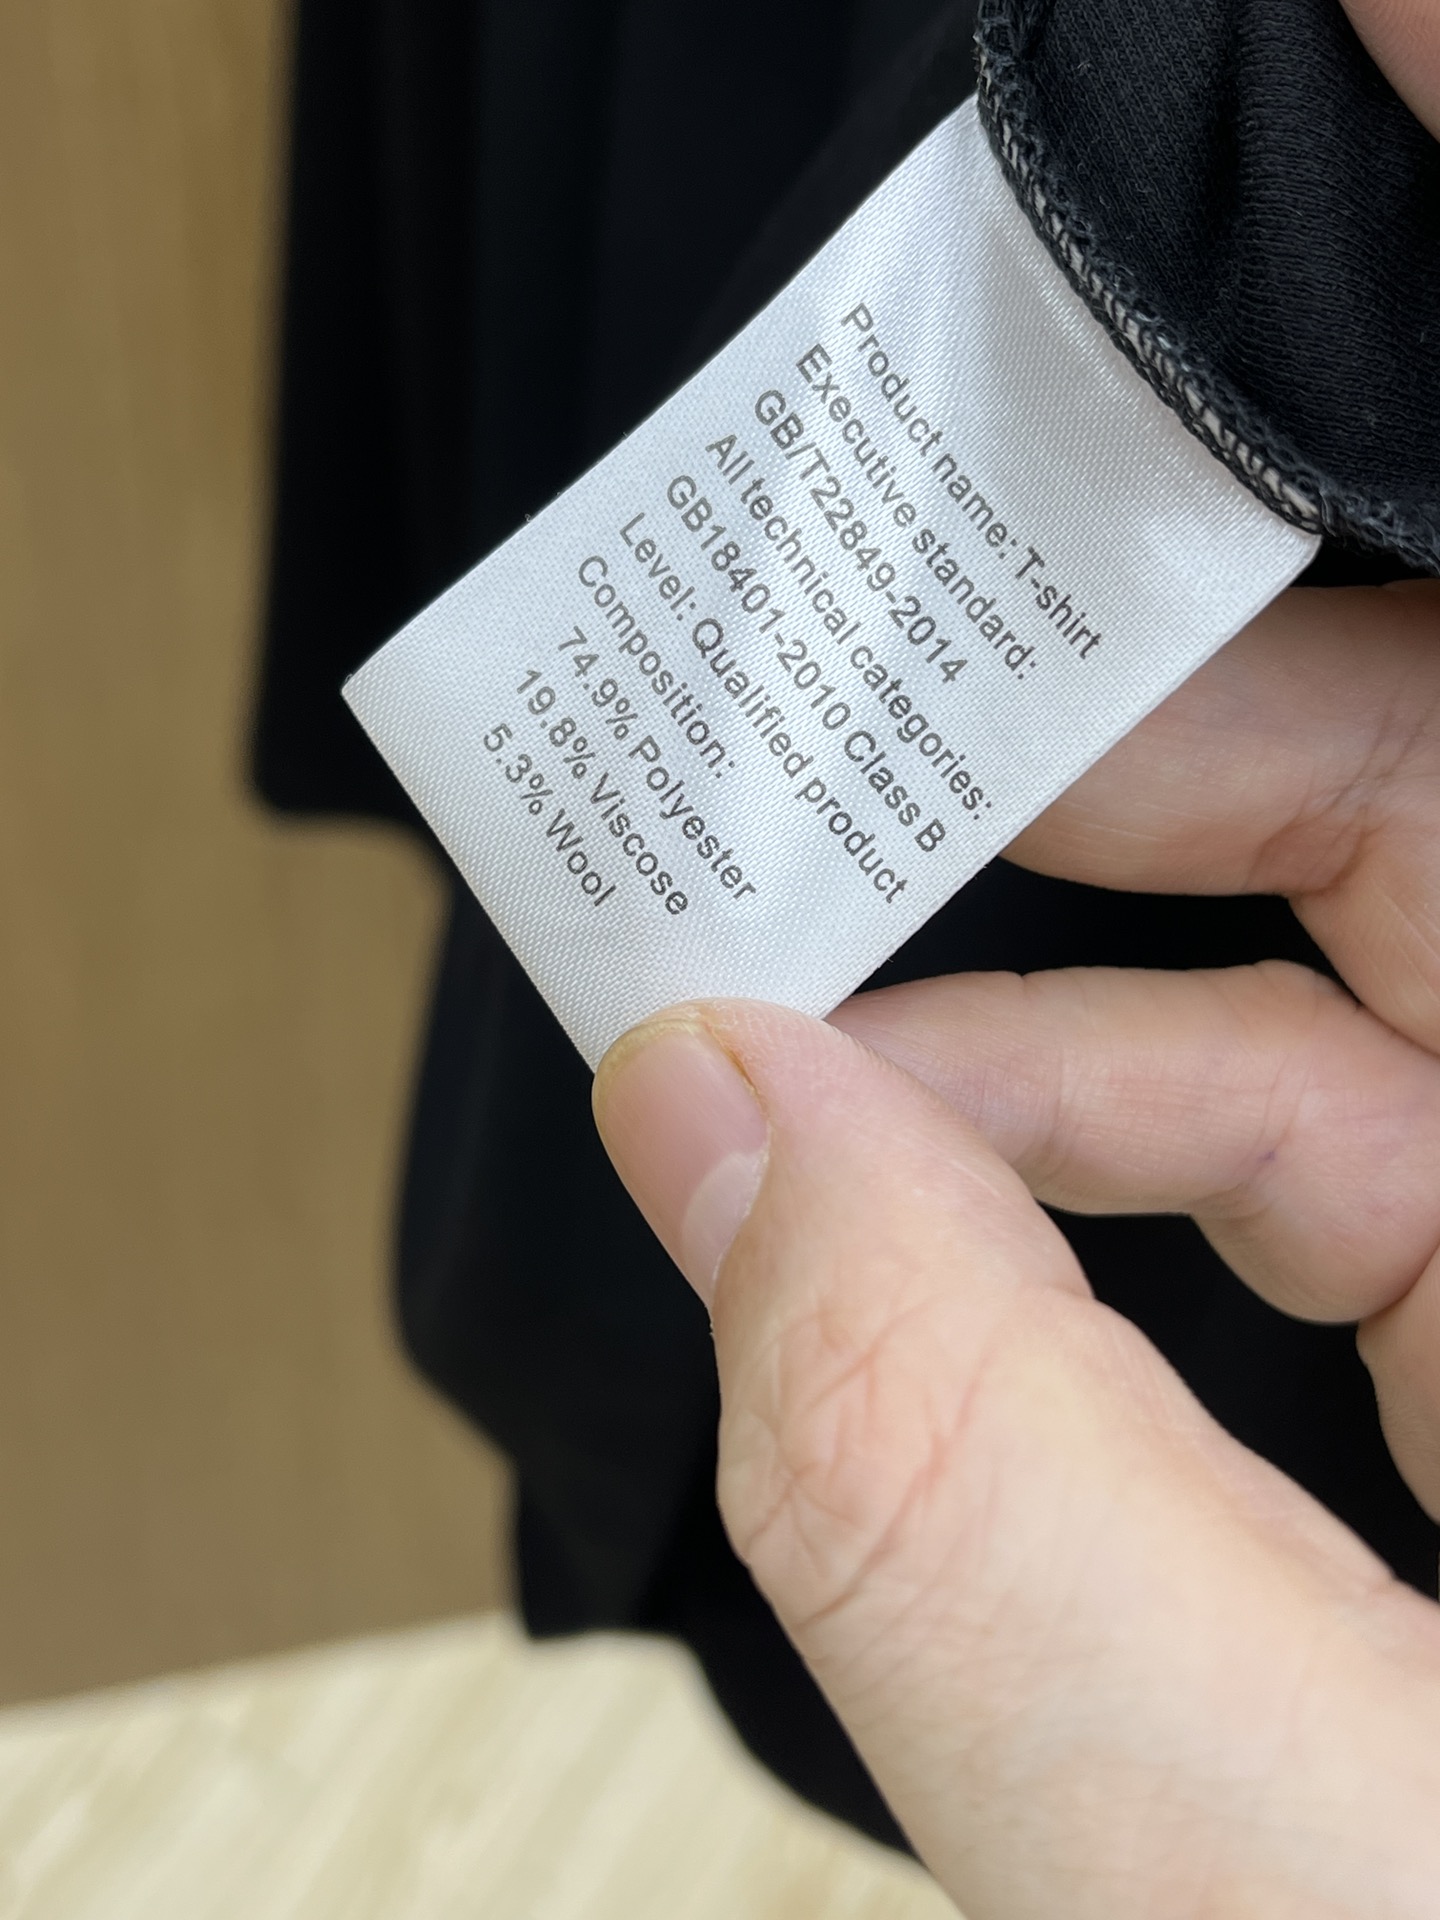 Product name: T-shirt
Executive standard:
GB/T22849-2014
All technical categories:
GB18401-2010 Class B
Level: Qualified product
Composition:
74.9% Polyester
19.8% Viscose
5.3% Wool